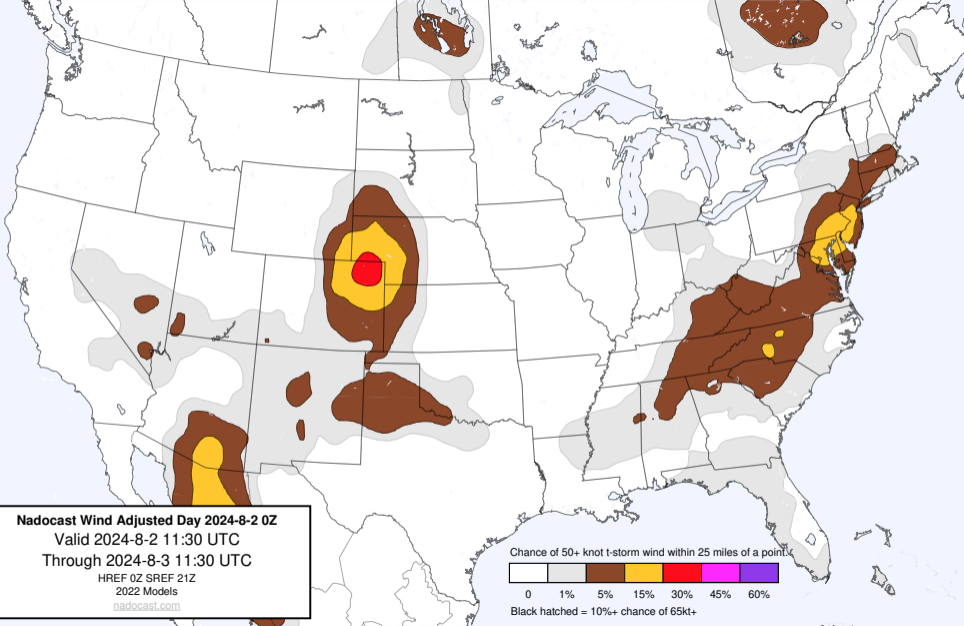 Nadocast Wind Adjusted Day 2024-8-2 0Z
Valid 2024-8-2 11:30 UTC
Through 2024-8-3 11:30 UTC
HREF 0Z SREF 21Z
2022 Models
nadocast.com
Chance of 50+ knot t-storm wind within 25 miles of a point.
0 1% 5% 15% 30% 45% 60%
Black hatched = 10%+ chance of 65kt+